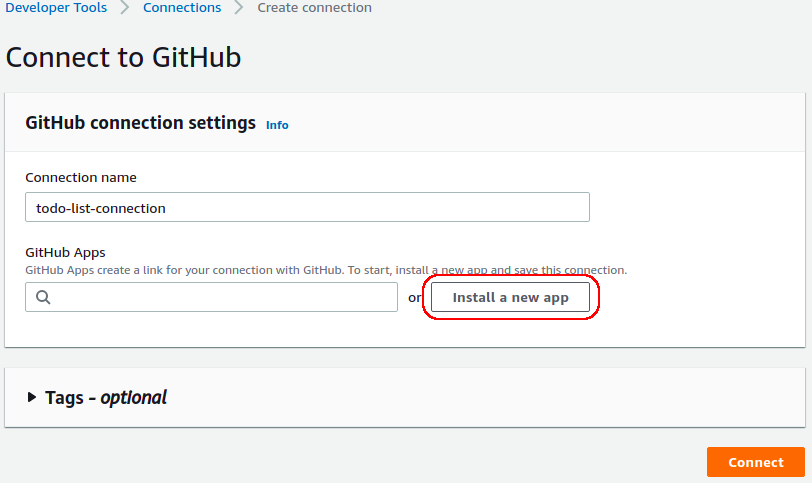 Developer Tools > Connections > Create connection
Connect to GitHub
GitHub connection settings Info
Connection name
todo-list-connection
GitHub Apps
GitHub Apps create a link for your connection with GitHub. To start, install a new app and save this connection.
or Install a new app
Tags - optional
Connect